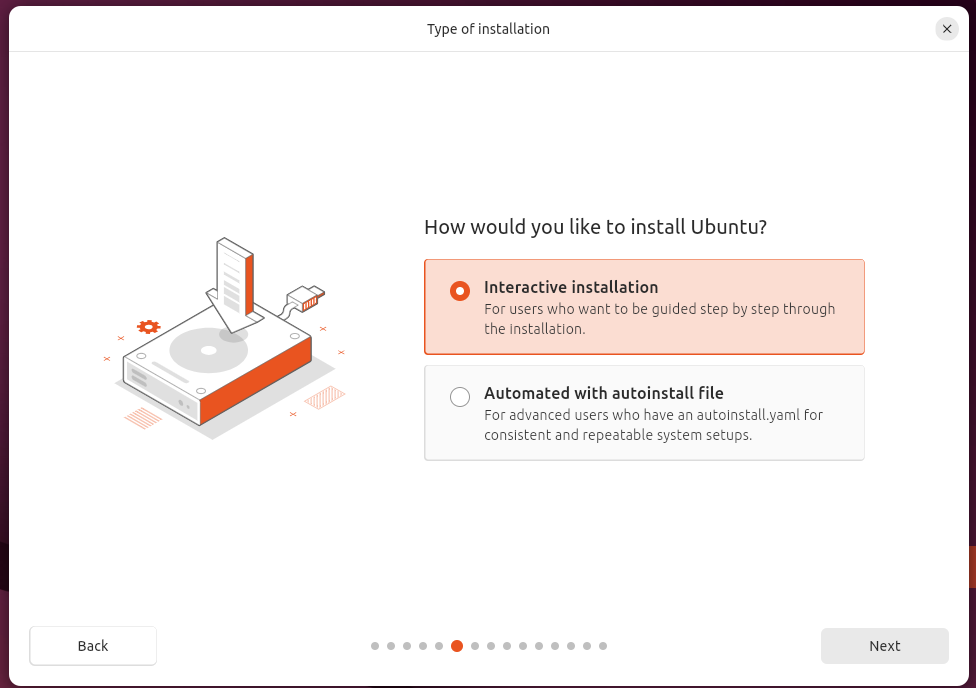 Type of installation
How would you like to install Ubuntu?
Interactive installation
For users who want to be guided step by step through
the installation.
Automated with autoinstall file
For advanced users who have an autoinstall.yaml for
consistent and repeatable system setups.
Back
Next